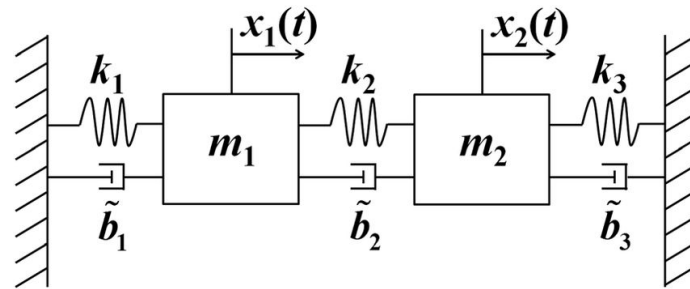 x₁(t) x₂(t)
k₁ k₂ k₃
m₁ m₂
b̃₁ b̃₂ b̃₃